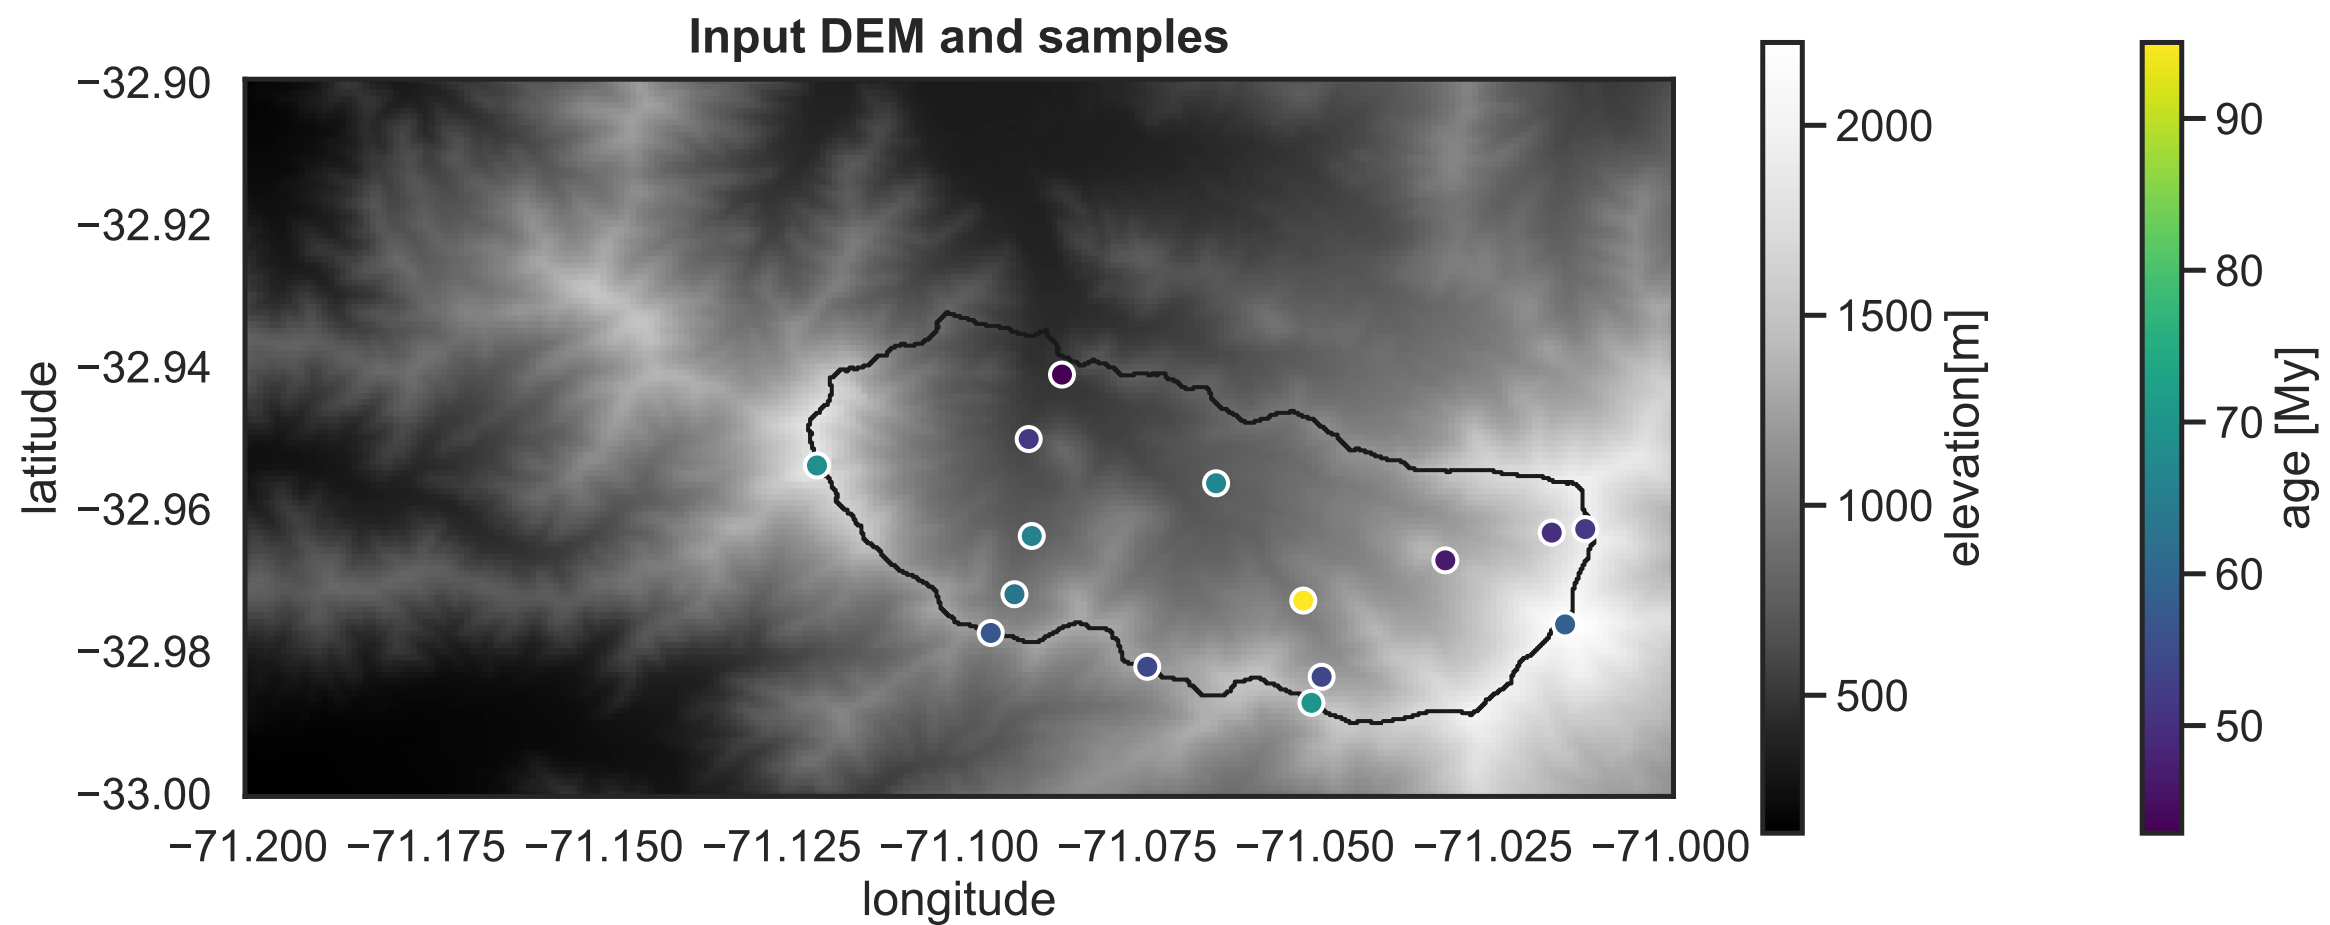 Input DEM and samples
−32.90
−32.92
−32.94
−32.96
−32.98
−33.00
latitude
−71.200 −71.175 −71.150 −71.125 −71.100 −71.075 −71.050 −71.025 −71.000
longitude
2000
1500
1000
500
elevation[m]
90
80
70
60
50
age [My]